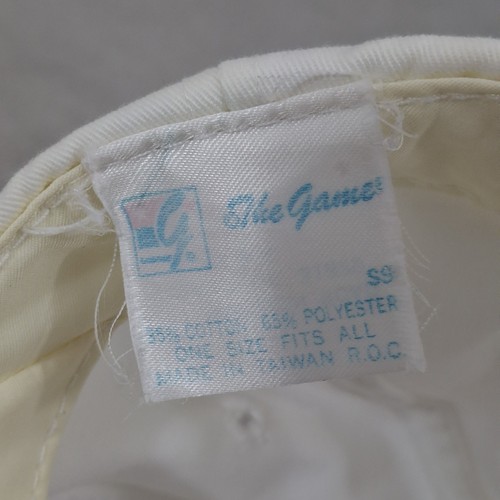 G
The Game®
S9
35% COTTON 65% POLYESTER
ONE SIZE FITS ALL
MADE IN TAIWAN R.O.C.